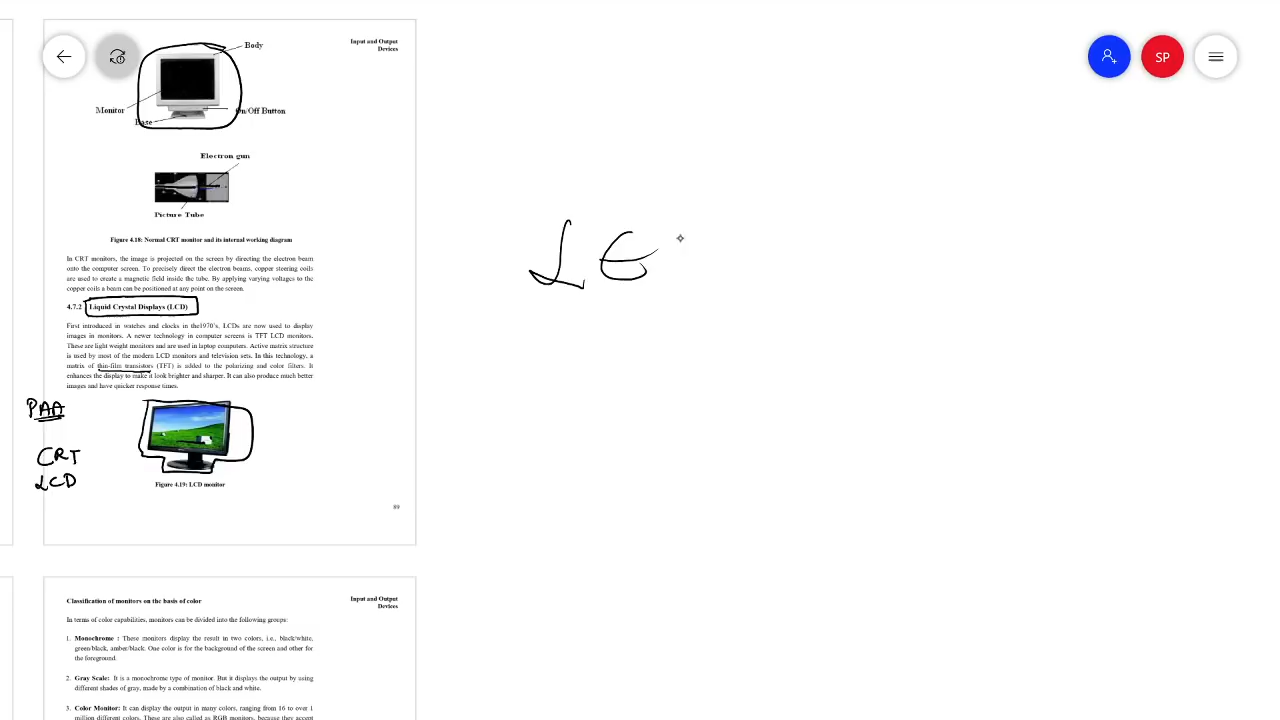 Input and Output
Devices
Body
SP
Monitor
On/Off Button
Base
Electron gun
Picture Tube
Figure 4.18: Normal CRT monitor and its internal working diagram
In CRT monitors, the image is projected on the screen by directing the electron beam
onto the computer screen. To precisely direct the electron beams, copper steering coils
are used to create a magnetic field inside the tube. By applying varying voltages to the
copper coils a beam can be positioned at any point on the screen.
4.7.2 Liquid Crystal Displays (LCD)
First introduced in watches and clocks in the1970's, LCDs are now used to display
images in monitors. A newer technology in computer screens is TFT LCD monitors.
These are light weight monitors and are used in laptop computers. Active matrix structure
is used by most of the modern LCD monitors and television sets. In this technology, a
matrix of thin-film transistors (TFT) is added to the polarizing and color filters. It
enhances the display to make it look brighter and sharper. It can also produce much better
images and have quicker response times.
LE
CRT
LCD
Figure 4.19: LCD monitor
99
Classification of monitors on the basis of color
Input and Output
Devices
In terms of color capabilities, monitors can be divided into the following groups:
1. Monochrome : These monitors display the result in two colors, i.e., black/white,
green/black, amber/black. One color is for the background of the screen and other for
the foreground.
2. Gray Scale: It is a monochrome type of monitor. But it displays the output by using
different shades of gray, made by a combination of black and white.
3. Color Monitor: It can display the output in many colors, ranging from 16 to over 1
million different colors. These are also called as RGB monitors, because they accept